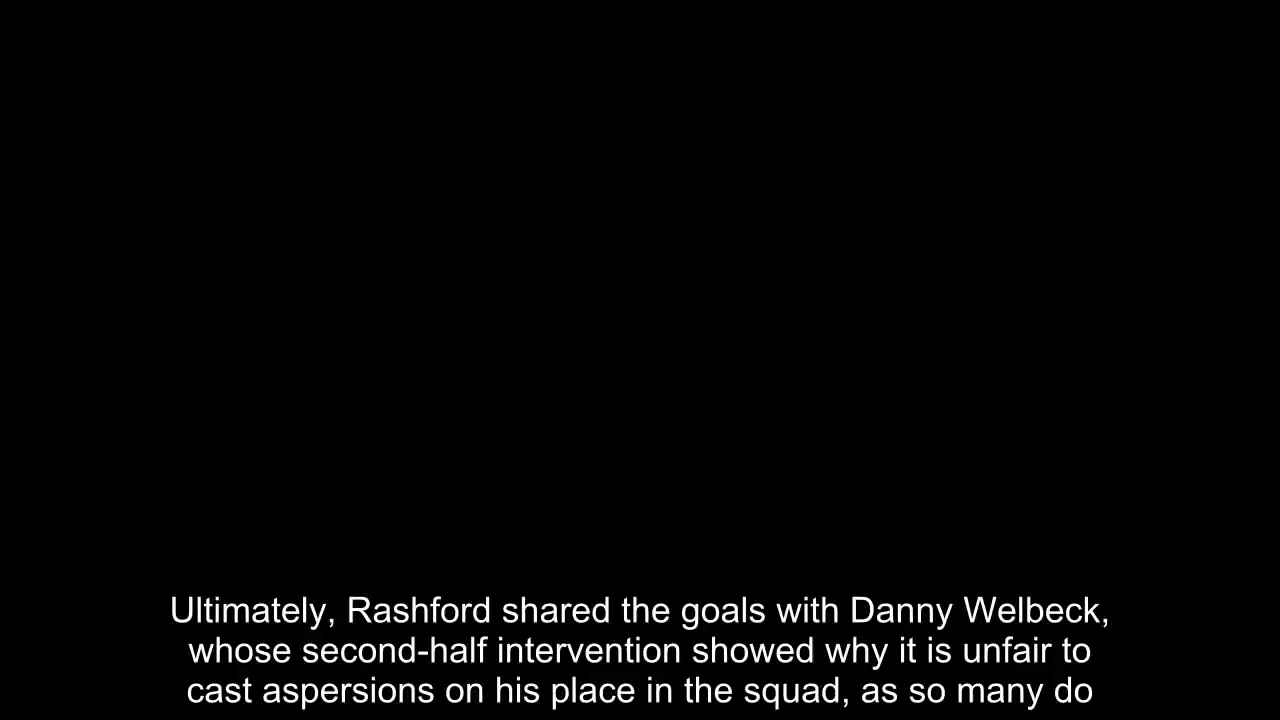 Ultimately, Rashford shared the goals with Danny Welbeck,
whose second-half intervention showed why it is unfair to
cast aspersions on his place in the squad, as so many do